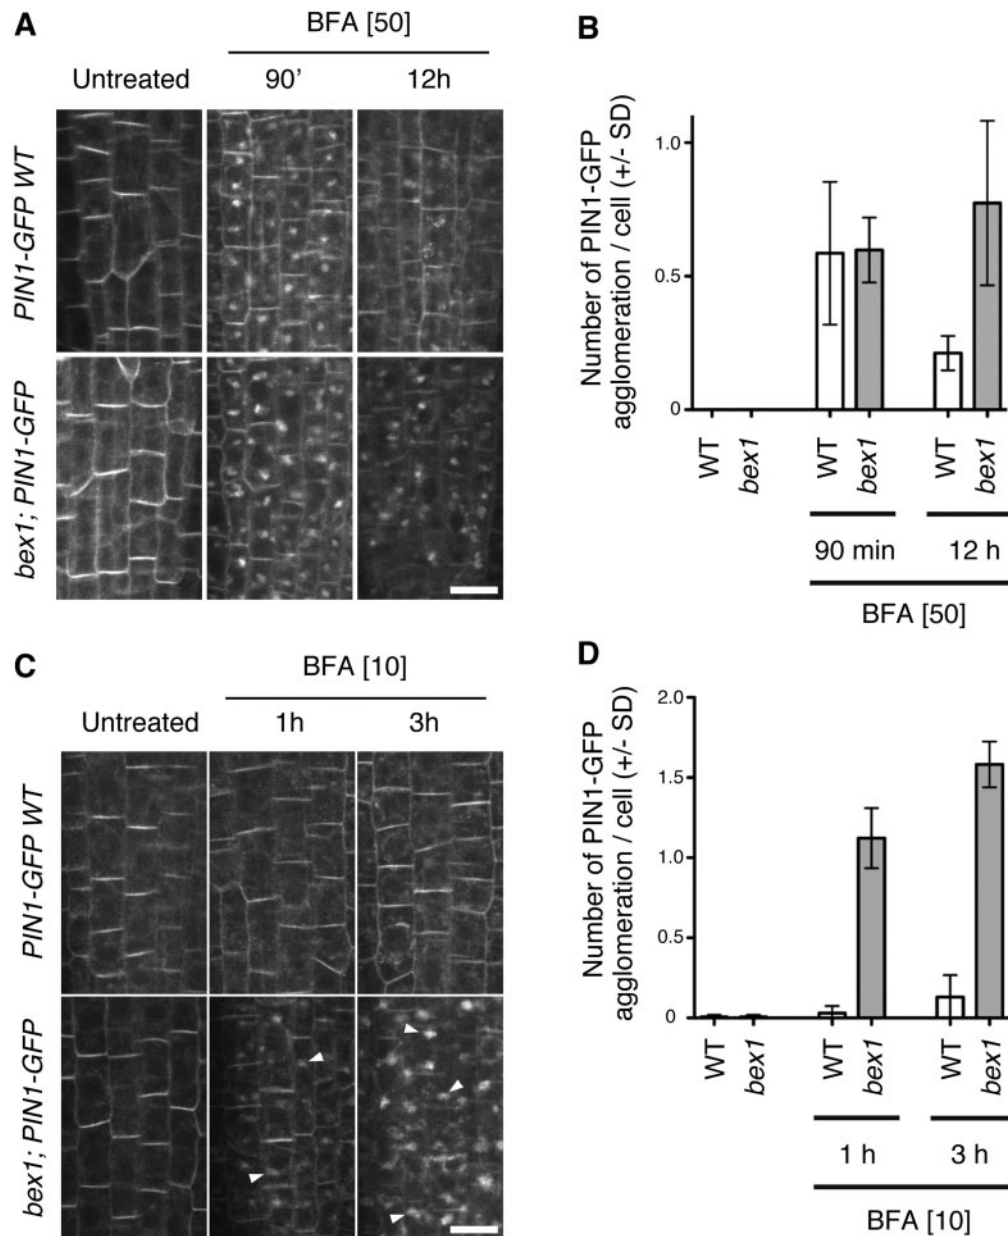 A
BFA [50]
Untreated
90’
12h
PIN1-GFP WT
bex1; PIN1-GFP
B
Number of PIN1-GFP
agglomeration / cell (+/- SD)
1.0
0.5
0
WT
bex1
WT
bex1
WT
bex1
90 min
12 h
BFA [50]
C
BFA [10]
Untreated
1h
3h
PIN1-GFP WT
bex1; PIN1-GFP
D
Number of PIN1-GFP
agglomeration / cell (+/- SD)
2.0
1.5
1.0
0.5
0
WT
bex1
WT
bex1
WT
bex1
1 h
3 h
BFA [10]